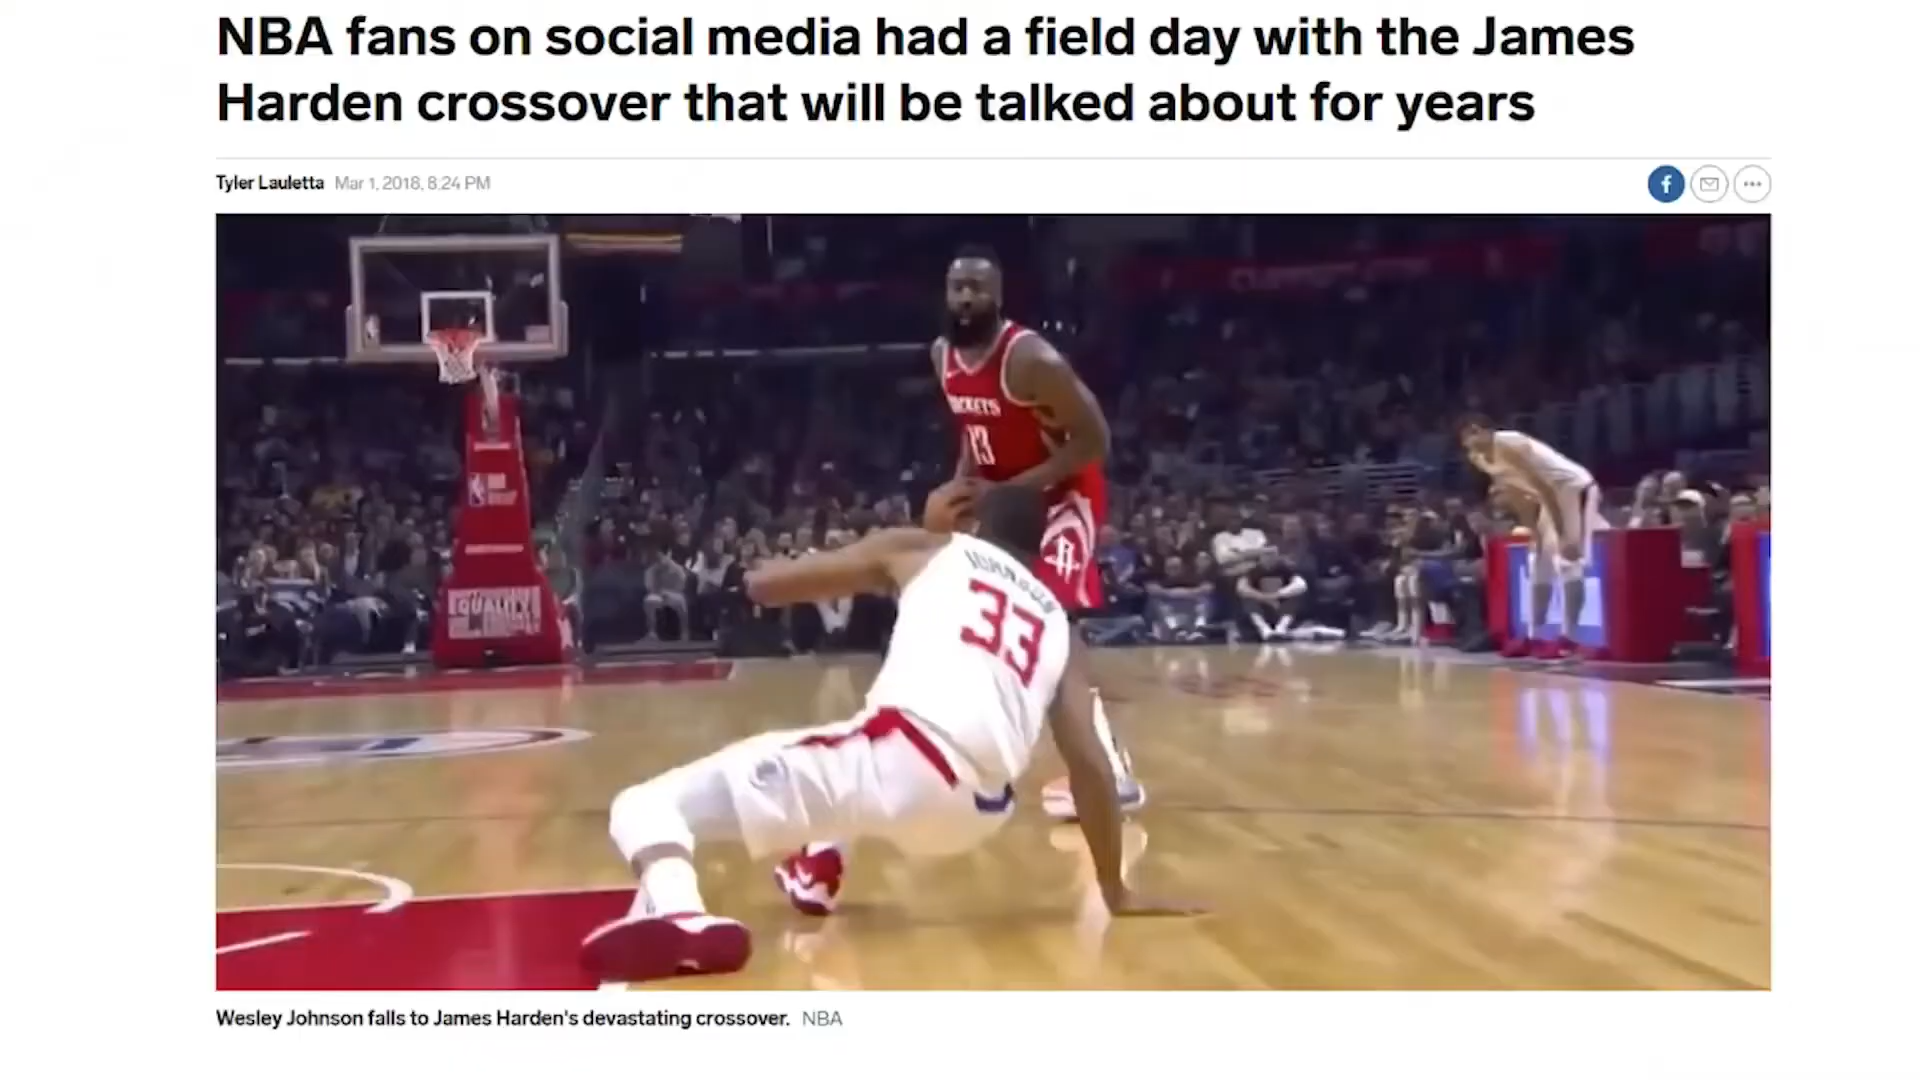 NBA fans on social media had a field day with the James
Harden crossover that will be talked about for years
Tyler Lauletta Mar 1, 2018, 8:24 PM
ROCKETS
13
JOHNSON
33
QUALITY
Wesley Johnson falls to James Harden's devastating crossover. NBA